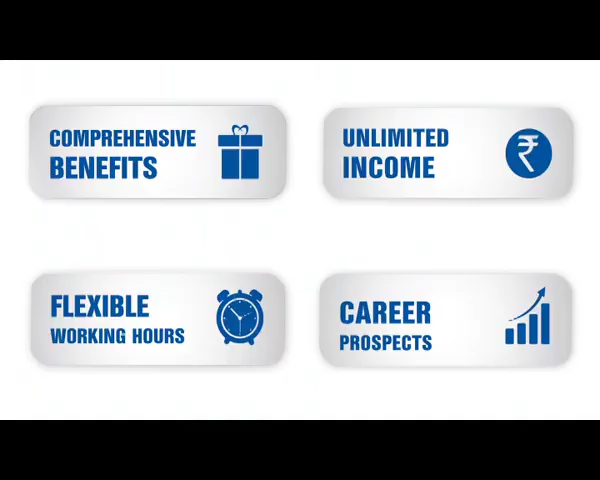 COMPREHENSIVE
BENEFITS
UNLIMITED
INCOME
₹
FLEXIBLE
WORKING HOURS
CAREER
PROSPECTS